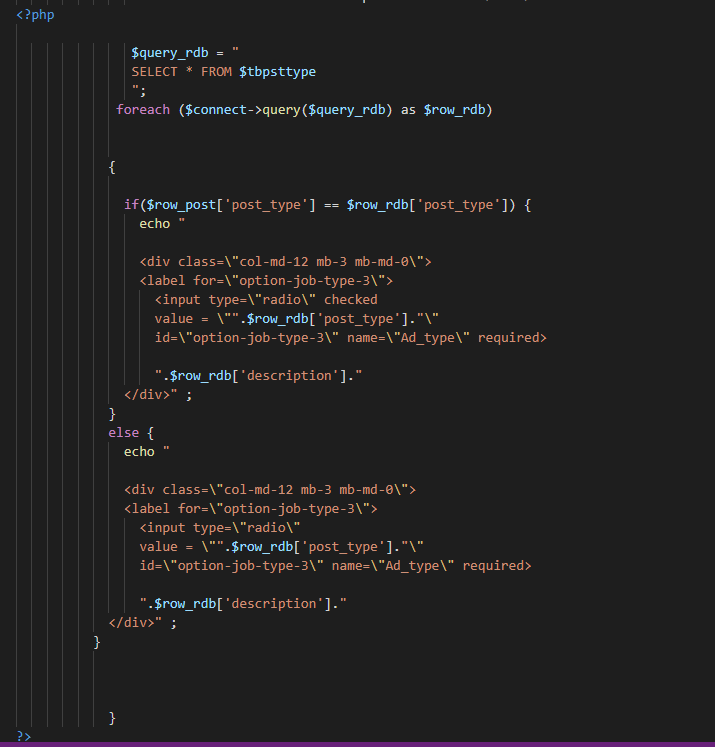 <?php
$query_rdb = "
SELECT * FROM $tbpsttype
";
foreach ($connect->query($query_rdb) as $row_rdb)
{
if($row_post['post_type'] == $row_rdb['post_type']) {
echo "
<div class=\"col-md-12 mb-3 mb-md-0\">
<label for=\"option-job-type-3\">
<input type=\"radio\" checked
value = \"".$row_rdb['post_type']."\"
id=\"option-job-type-3\" name=\"Ad_type\" required>
".$row_rdb['description']."
</div>" ;
}
else {
echo "
<div class=\"col-md-12 mb-3 mb-md-0\">
<label for=\"option-job-type-3\">
<input type=\"radio\"
value = \"".$row_rdb['post_type']."\"
id=\"option-job-type-3\" name=\"Ad_type\" required>
".$row_rdb['description']."
</div>" ;
}
}
?>